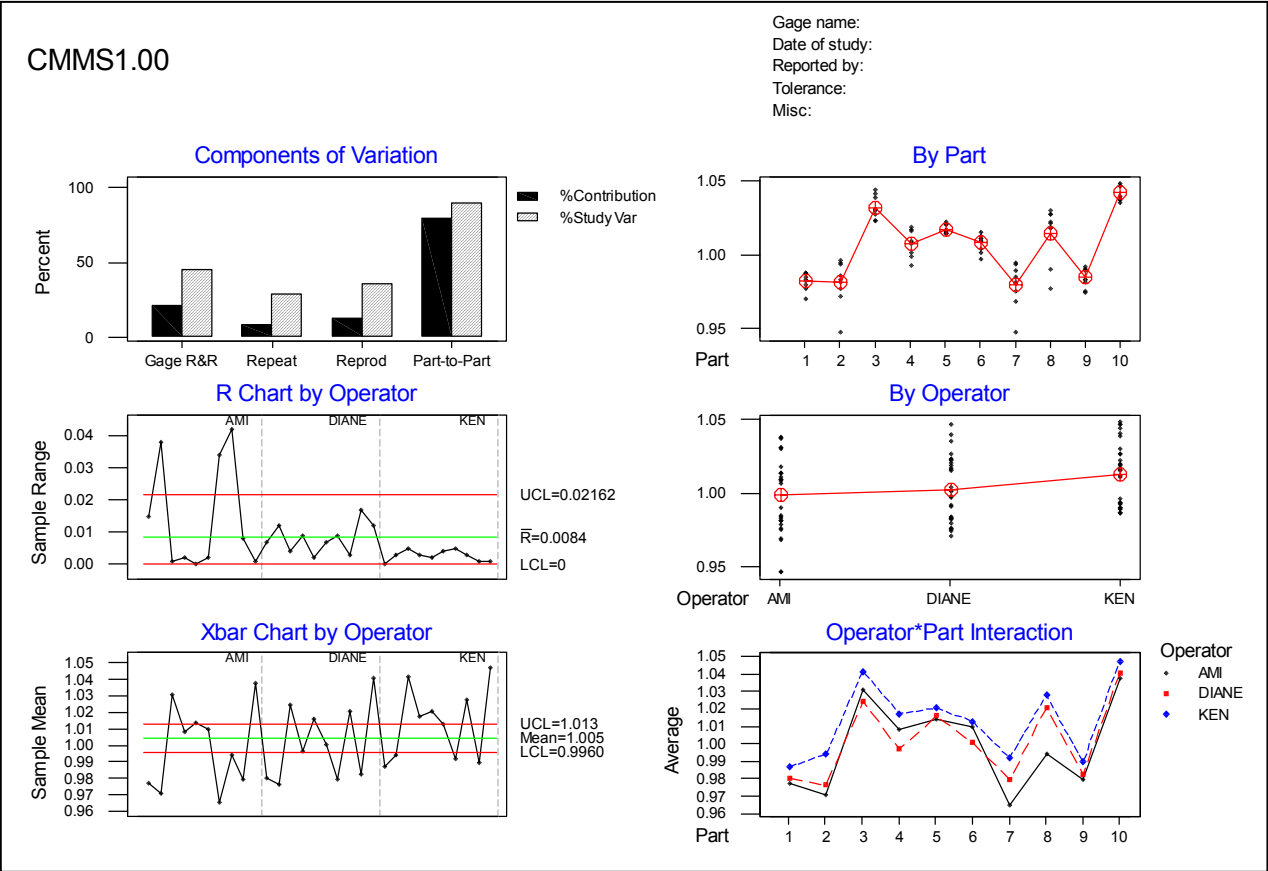 CMMS1.00
Gage name:
Date of study:
Reported by:
Tolerance:
Misc:
Components of Variation
100
50
0
Percent
Gage R&R Repeat Reprod Part-to-Part
%Contribution
%Study Var
By Part
1.05
1.00
0.95
Part 1 2 3 4 5 6 7 8 9 10
R Chart by Operator
AMI DIANE KEN
0.04
0.03
0.02
0.01
0.00
Sample Range
UCL=0.02162
R̅=0.0084
LCL=0
By Operator
1.05
1.00
0.95
Operator AMI DIANE KEN
Xbar Chart by Operator
AMI DIANE KEN
1.05
1.04
1.03
1.02
1.01
1.00
0.99
0.98
0.97
0.96
Sample Mean
UCL=1.013
Mean=1.005
LCL=0.9960
Operator*Part Interaction
1.05
1.04
1.03
1.02
1.01
1.00
0.99
0.98
0.97
0.96
Average
Part 1 2 3 4 5 6 7 8 9 10
Operator
AMI
DIANE
KEN